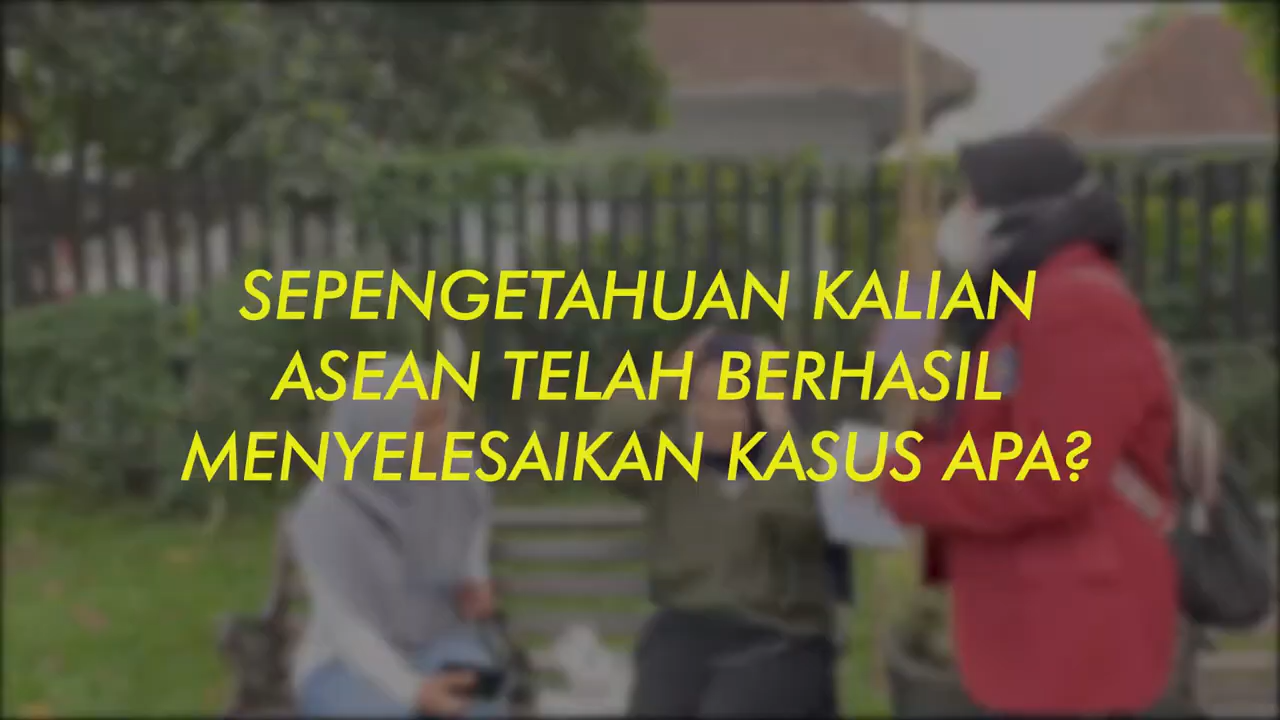 SEPENGETAHUAN KALIAN
ASEAN TELAH BERHASIL
MENYELESAIKAN KASUS APA?